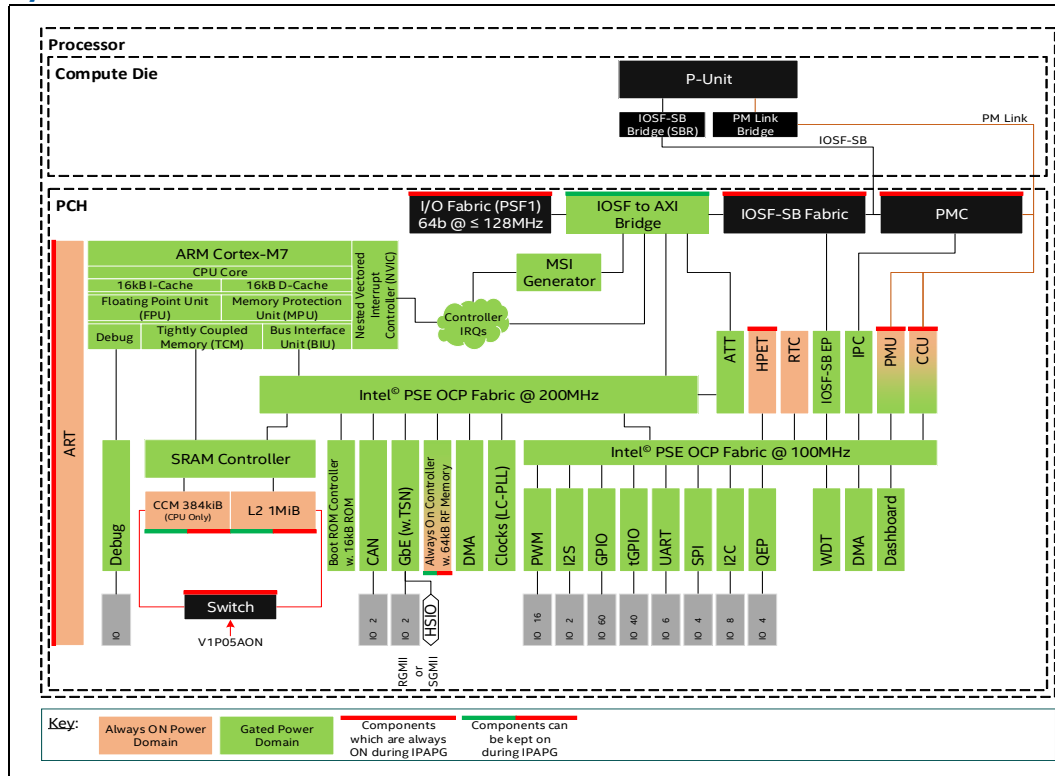 Processor
Compute Die
P-Unit
IOSF-SB
Bridge (SBR)
PM Link
Bridge
PM Link
IOSF-SB
PCH
I/O Fabric (PSF1)
64b @ ≤ 128MHz
IOSF to AXI
Bridge
IOSF-SB Fabric
PMC
ART
ARM Cortex-M7
CPU Core
16kB I-Cache
16kB D-Cache
Floating Point Unit
(FPU)
Memory Protection
Unit (MPU)
Debug
Tightly Coupled
Memory (TCM)
Bus Interface
Unit (BIU)
Nested Vectored
Interrupt
Controller (NVIC)
MSI
Generator
Controller
IRQs
ATT
HPET
RTC
IOSF-SB EP
IPC
PMU
CCU
Intel© PSE OCP Fabric @ 200MHz
Intel© PSE OCP Fabric @ 100MHz
SRAM Controller
CCM 384kiB
(CPU Only)
L2 1MiB
Switch
V1P05AON
Debug
Boot ROM Controller
w. 16kB ROM
CAN
GbE (w. TSN)
Always On Controller
w. 64kB RF Memory
DMA
Clocks (LC-PLL)
PWM
I2S
GPIO
tGPIO
UART
SPI
I2C
QEP
WDT
DMA
Dashboard
IO
IO 2
IO 2
HSIO
IO 16
IO 2
IO 60
IO 40
IO 6
IO 4
IO 8
IO 4
RGMII
or
SGMII
Key:
Always ON Power
Domain
Gated Power
Domain
Components
which are always
ON during IPAPG
Components can
be kept on
during IPAPG